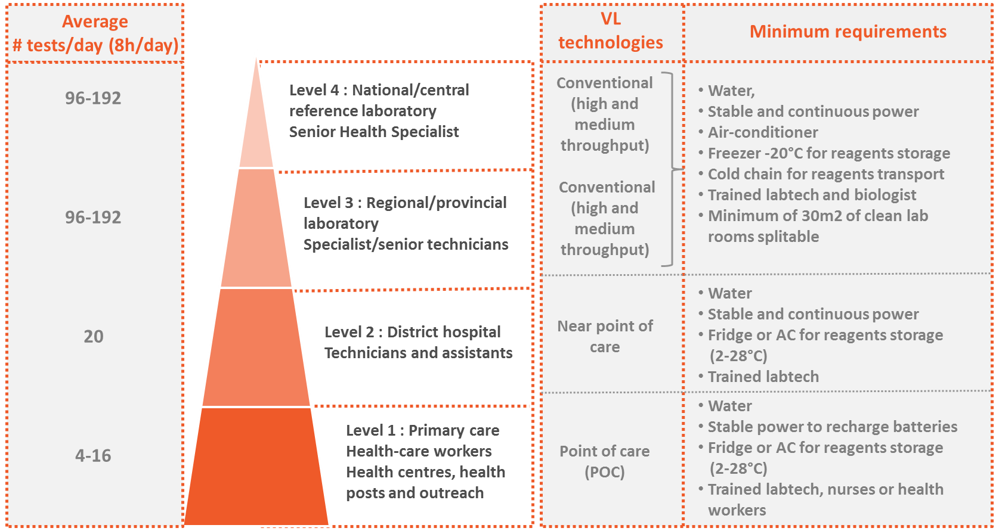 Average
# tests/day (8h/day)
96-192
96-192
20
4-16
Level 4 : National/central
reference laboratory
Senior Health Specialist
Level 3 : Regional/provincial
laboratory
Specialist/senior technicians
Level 2 : District hospital
Technicians and assistants
Level 1 : Primary care
Health-care workers
Health centres, health
posts and outreach
VL
technologies
Conventional
(high and
medium
throughput)
Conventional
(high and
medium
throughput)
Near point of
care
Point of care
(POC)
Minimum requirements
• Water,
• Stable and continuous power
• Air-conditioner
• Freezer -20°C for reagents storage
• Cold chain for reagents transport
• Trained labtech and biologist
• Minimum of 30m2 of clean lab
rooms splitable
• Water
• Stable and continuous power
• Fridge or AC for reagents storage
(2-28°C)
• Trained labtech
• Water
• Stable power to recharge batteries
• Fridge or AC for reagents storage
(2-28°C)
• Trained labtech, nurses or health
workers